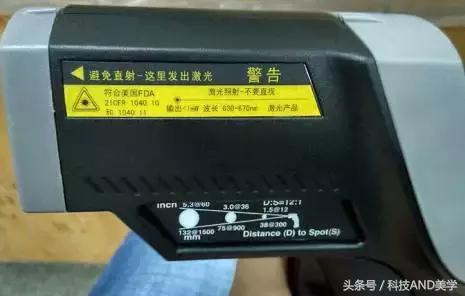 ◀ 避免直射-这里发出激光 警告
符合美国FDA
21CFR 1040.10
和 1040.11
激光照射-不要直视
输出<1mW 波长 630-670nm 激光产品
inch 5.3@60 3.0@36 1.5@12 D:S=12:1
132@1500 75@900 38@300
mm Distance (D) to Spot(S)
头条号 / 科技AND美学